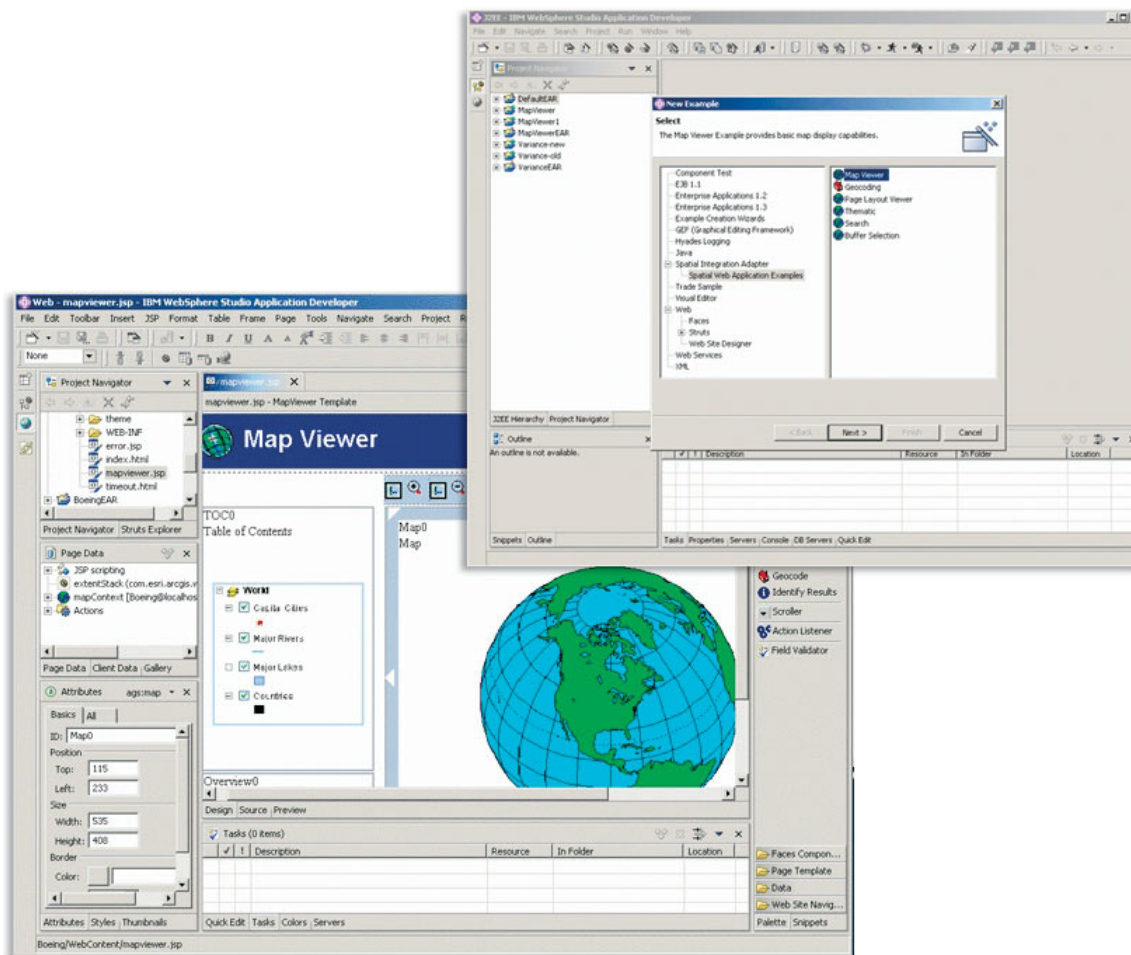 J2EE - IBM WebSphere Studio Application Developer
File Edit Navigate Search Project Run Window Help
Project Navigator
DefaultEAR
MapViewer
MapViewer1
MapViewerEAR
Variance-new
Variance-old
VarianceEAR
J2EE Hierarchy Project Navigator
Outline
An outline is not available.
Snippets Outline
New Example
Select
The Map Viewer Example provides basic map display capabilities.
Component Test
EJB 1.1
Enterprise Applications 1.2
Enterprise Applications 1.3
Example Creation Wizards
GEF (Graphical Editing Framework)
Hyades Logging
Java
Spatial Integration Adapter
Spatial Web Application Examples
Trade Sample
Visual Editor
Web
Faces
Struts
Web Site Designer
Web Services
XML
Map Viewer
Geocoding
Page Layout Viewer
Thematic
Search
Buffer Selection
< Back Next > Finish Cancel
! Description Resource In Folder Location
Tasks Properties Servers Console DB Servers Quick Edit
Web - mapviewer.jsp - IBM WebSphere Studio Application Developer
File Edit Toolbar Insert JSP Format Table Frame Page Tools Navigate Search Project
None
B I U A A
Project Navigator
theme
WEB-INF
error.jsp
index.html
mapviewer.jsp
timeout.html
BoeingEAR
Project Navigator Struts Explorer
Page Data
JSP scripting
extentStack (com.esri.arcgis.
mapContext [Boeing@localhos
Actions
Page Data Client Data Gallery
Attributes ags:map
Basics All
ID: Map0
Position
Top: 115
Left: 233
Size
Width: 535
Height: 408
Border
Color:
Attributes Styles Thumbnails
/mapviewer.jsp
mapviewer.jsp - MapViewer Template
Map Viewer
TOC0
Table of Contents
World
Capital Cities
Major Rivers
Major Lakes
Countries
Overview0
Map0
Map
Design Source Preview
Tasks (0 items)
! Description Resource In Folder Location
Quick Edit Tasks Colors Servers
Geocode
Identify Results
Scroller
Action Listener
Field Validator
Faces Compon...
Page Template
Data
Web Site Navig...
Palette Snippets
Boeing/WebContent/mapviewer.jsp